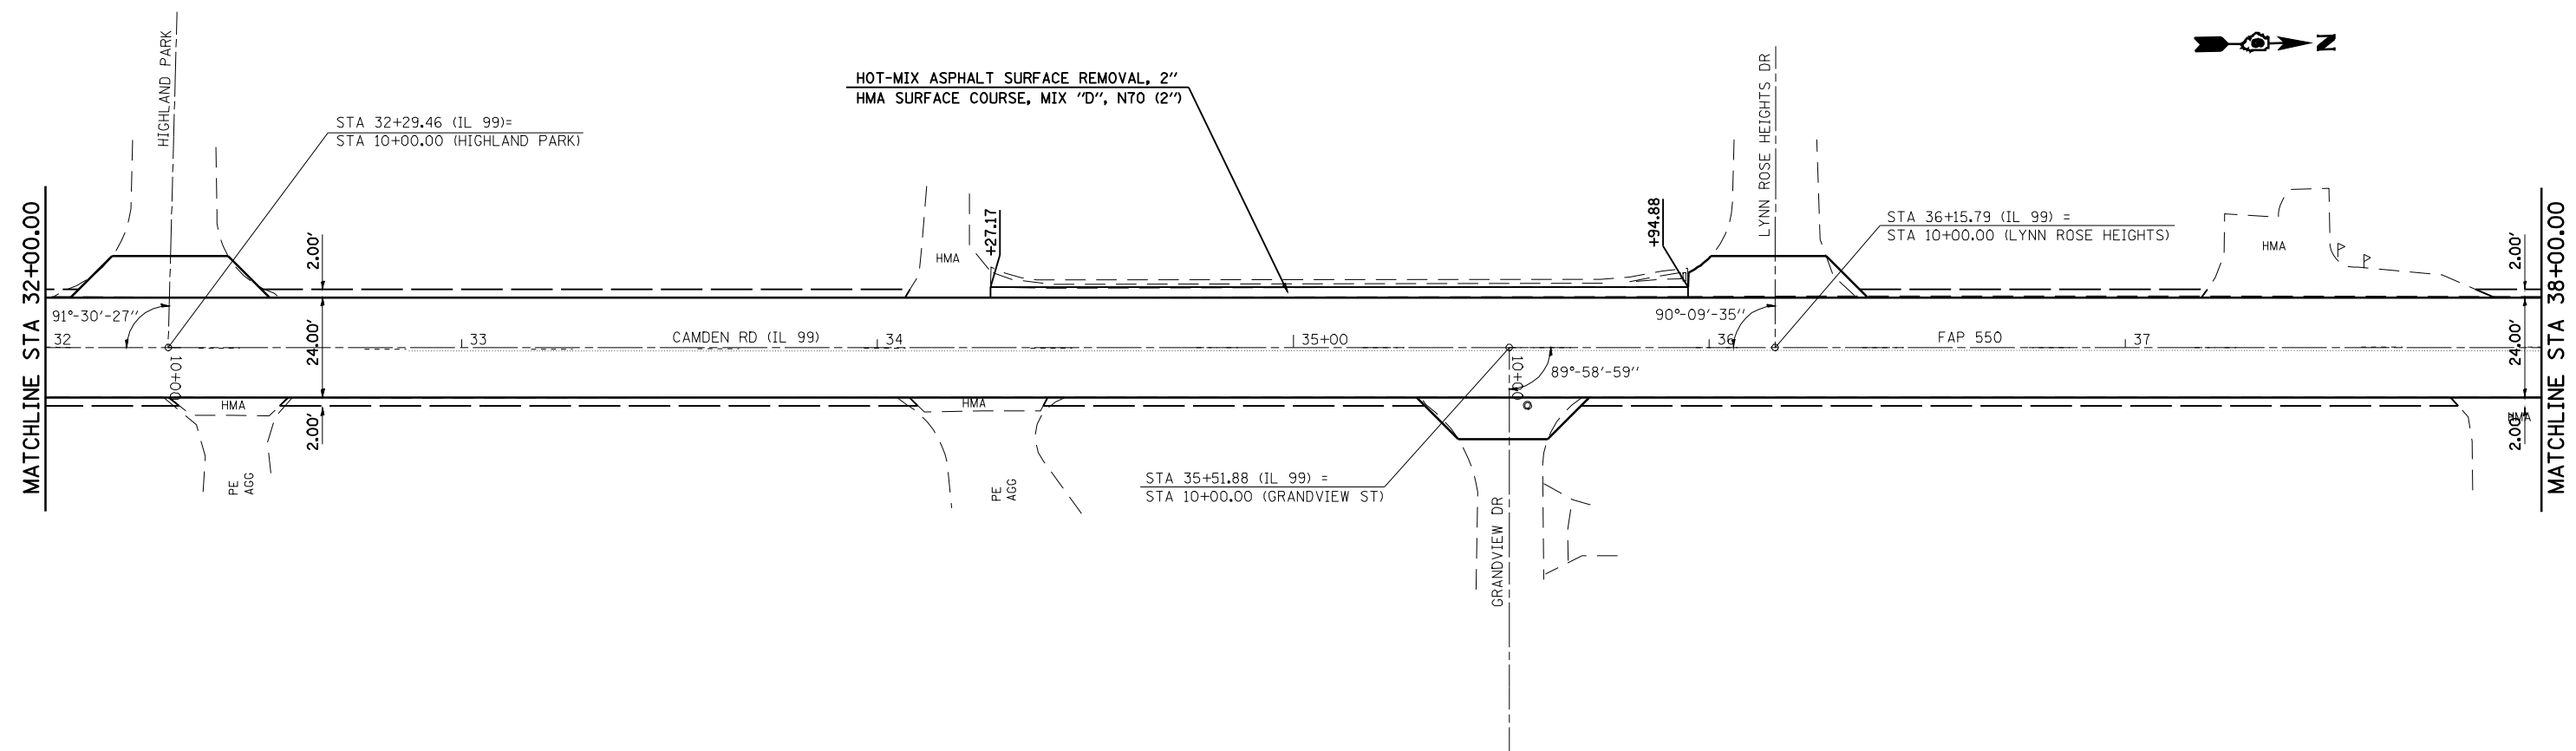 HIGHLAND PARK
STA 32+29.46 (IL 99)=
STA 10+00.00 (HIGHLAND PARK)
HOT-MIX ASPHALT SURFACE REMOVAL, 2"
HMA SURFACE COURSE, MIX "D", N70 (2")
LYNN ROSE HEIGHTS DR
N
STA 36+15.79 (IL 99) =
STA 10+00.00 (LYNN ROSE HEIGHTS)
MATCHLINE STA 32+00.00
2.00'
HMA
+27.17
+94.88
HMA
2.00'
MATCHLINE STA 38+00.00
91°-30'-27"
90°-09'-35"
32
10+00
24.00'
33
CAMDEN RD (IL 99)
34
35+00
10+00
89°-58'-59"
36
FAP 550
37
24.00'
HMA
2.00'
HMA
2.00'
HMA
PE
AGG
PE
AGG
STA 35+51.88 (IL 99) =
STA 10+00.00 (GRANDVIEW ST)
GRANDVIEW DR